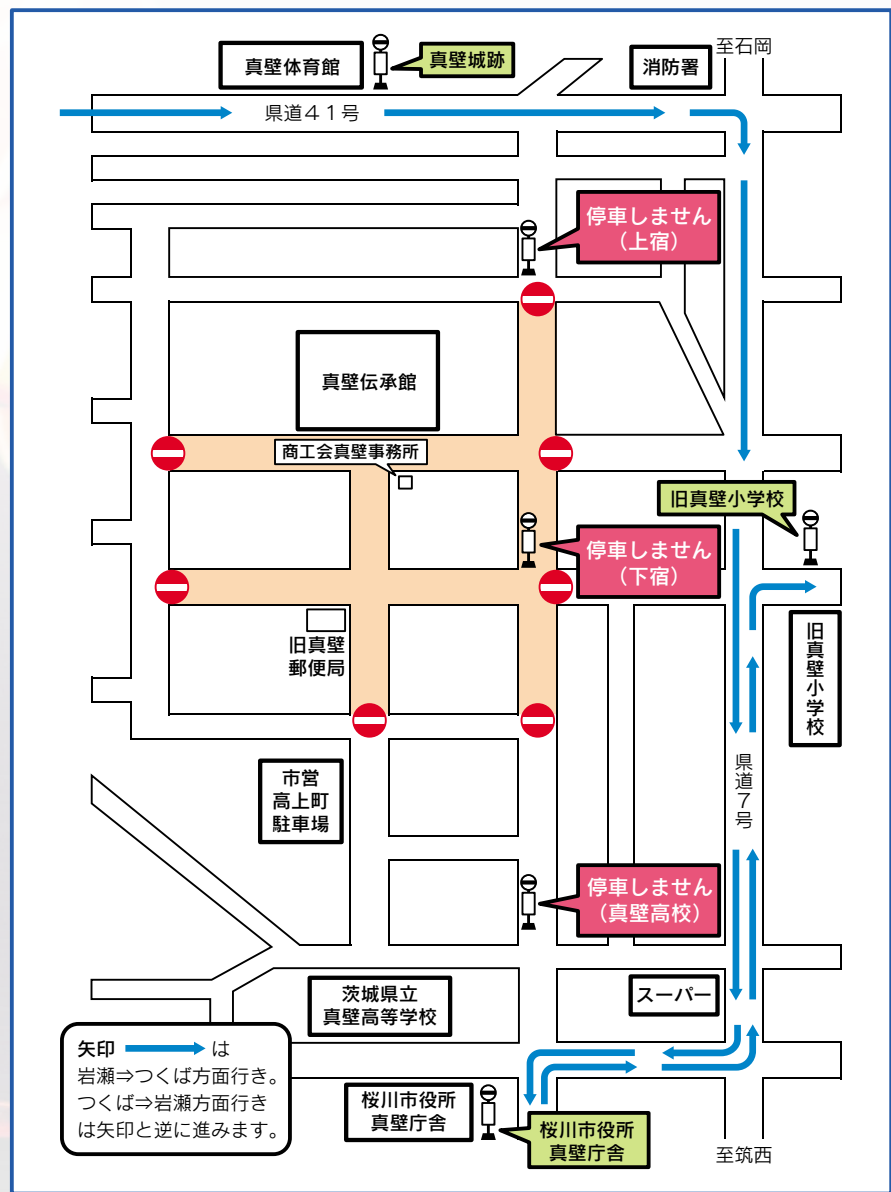 至石岡
真壁体育館
真壁城跡
消防署
県道41号
停車しません
(上宿)
真壁伝承館
商工会真壁事務所
旧真壁小学校
停車しません
(下宿)
旧真壁
郵便局
旧真壁小学校
市営
高上町
駐車場
県道7号
停車しません
(真壁高校)
茨城県立
真壁高等学校
スーパー
矢印 は
岩瀬⇒つくば方面行き。
つくば⇒岩瀬方面行き
は矢印と逆に進みます。
桜川市役所
真壁庁舎
桜川市役所
真壁庁舎
至筑西